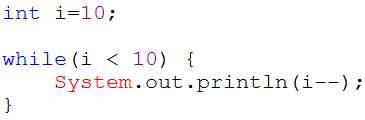 int i=10;
while(i < 10) {
    System.out.println(i--);
}